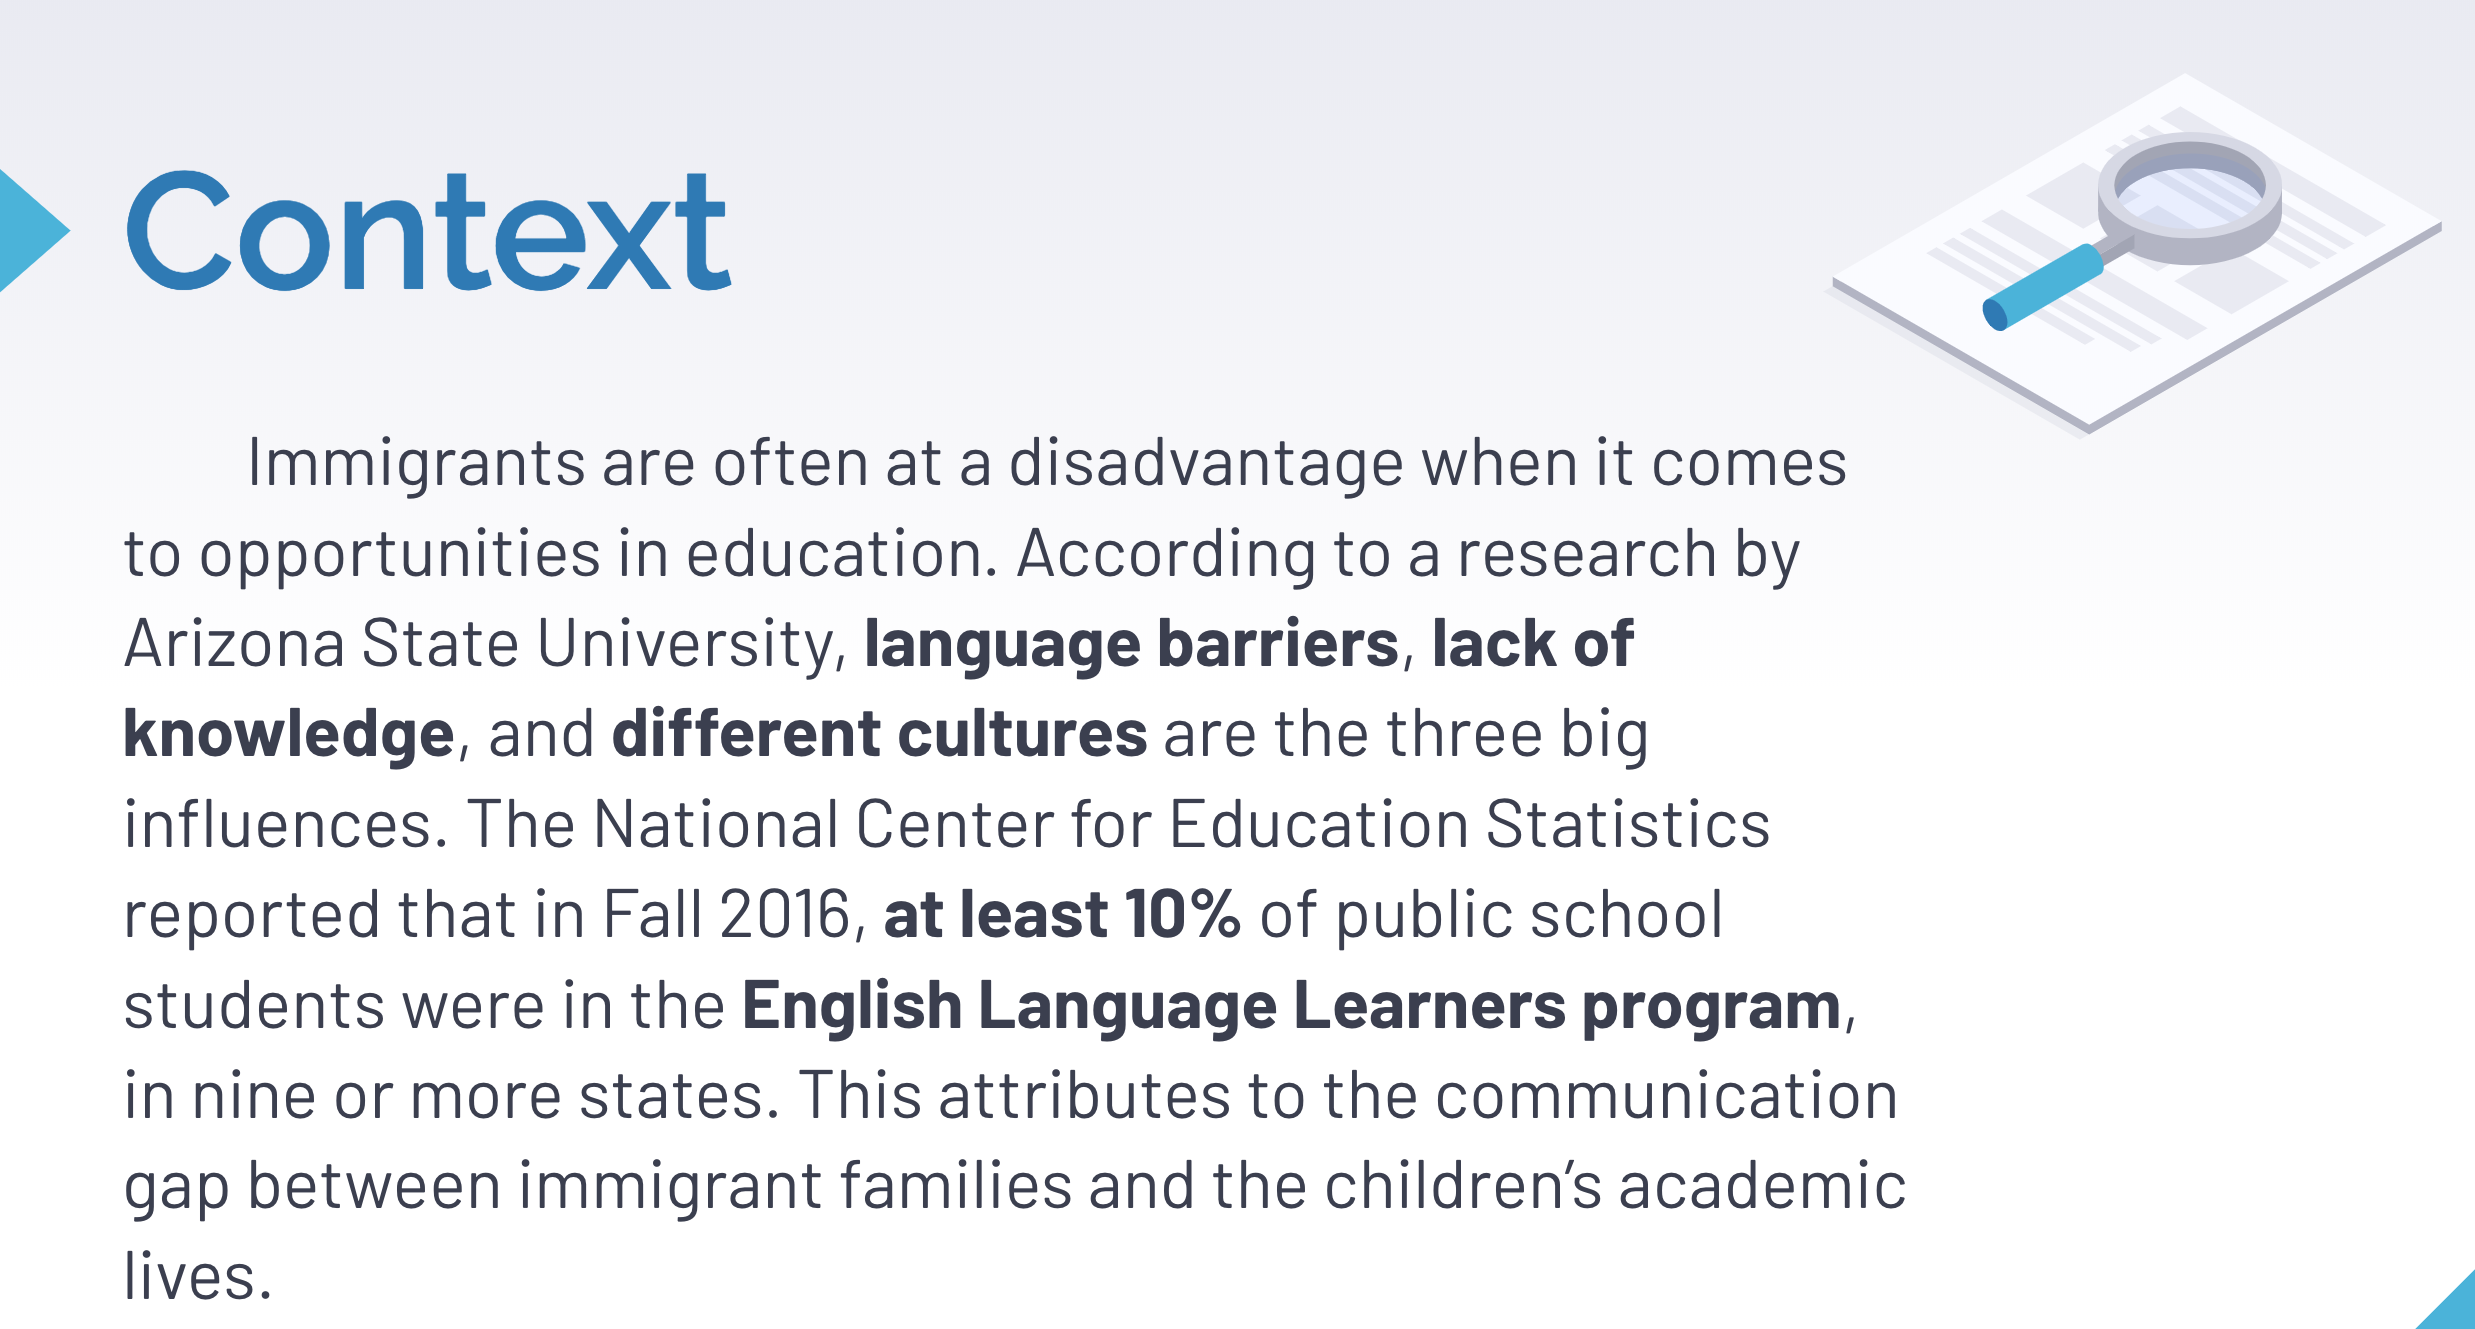 Context
Immigrants are often at a disadvantage when it comes
to opportunities in education. According to a research by
Arizona State University, language barriers, lack of
knowledge, and different cultures are the three big
influences. The National Center for Education Statistics
reported that in Fall 2016, at least 10% of public school
students were in the English Language Learners program,
in nine or more states. This attributes to the communication
gap between immigrant families and the children’s academic
lives.